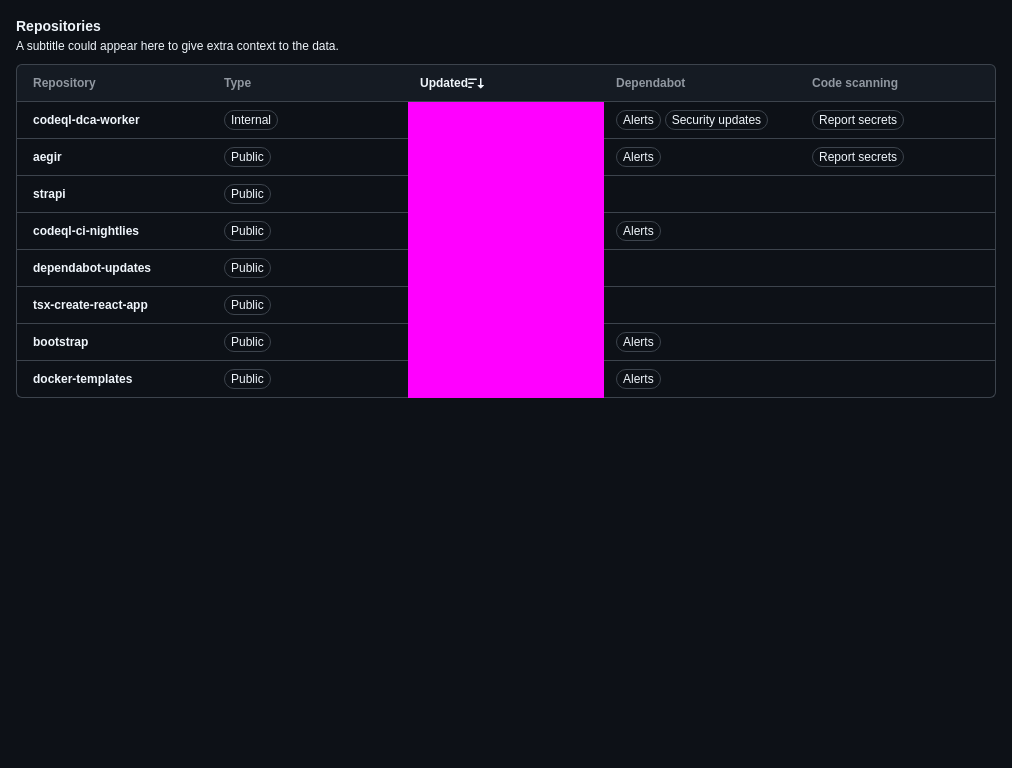 Repositories
A subtitle could appear here to give extra context to the data.
Repository Type Updated Dependabot Code scanning
codeql-dca-worker Internal Alerts Security updates Report secrets
aegir Public Alerts Report secrets
strapi Public
codeql-ci-nightlies Public Alerts
dependabot-updates Public
tsx-create-react-app Public
bootstrap Public Alerts
docker-templates Public Alerts